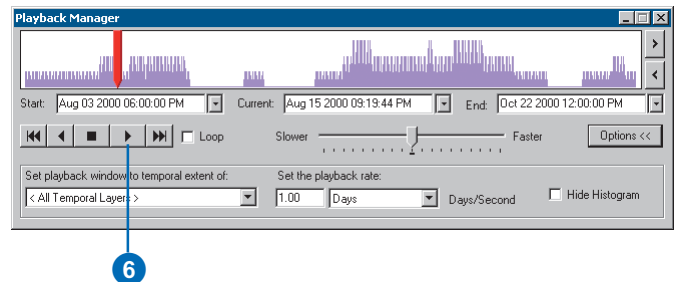 Playback Manager
Start: Aug 03 2000 06:00:00 PM Current: Aug 15 2000 09:19:44 PM End: Oct 22 2000 12:00:00 PM
Loop Slower Faster Options <<
Set playback window to temporal extent of: Set the playback rate:
< All Temporal Layers > 1.00 Days Days/Second Hide Histogram
6